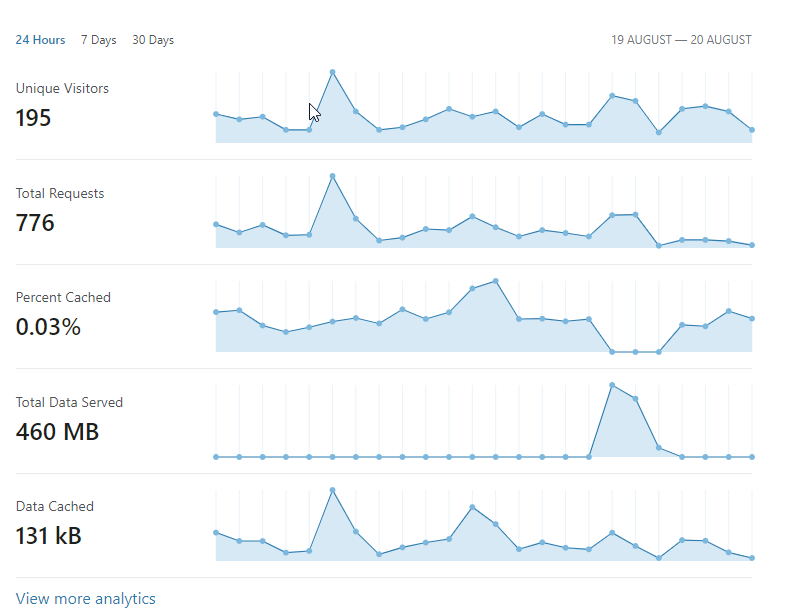 24 Hours 7 Days 30 Days 19 AUGUST — 20 AUGUST
Unique Visitors
195
Total Requests
776
Percent Cached
0.03%
Total Data Served
460 MB
Data Cached
131 kB
View more analytics